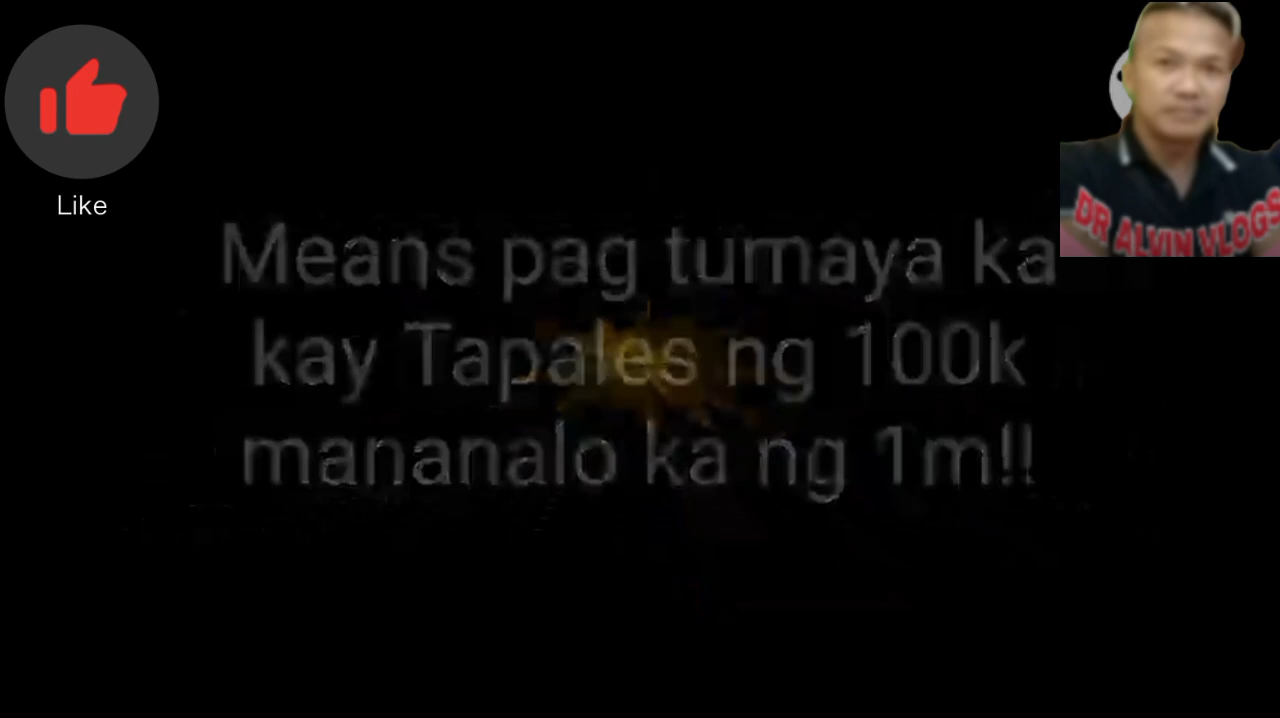 Like
DR ALVIN VLOGS
Means pag tumaya ka
kay Tapales ng 100k
mananalo ka ng 1m!!